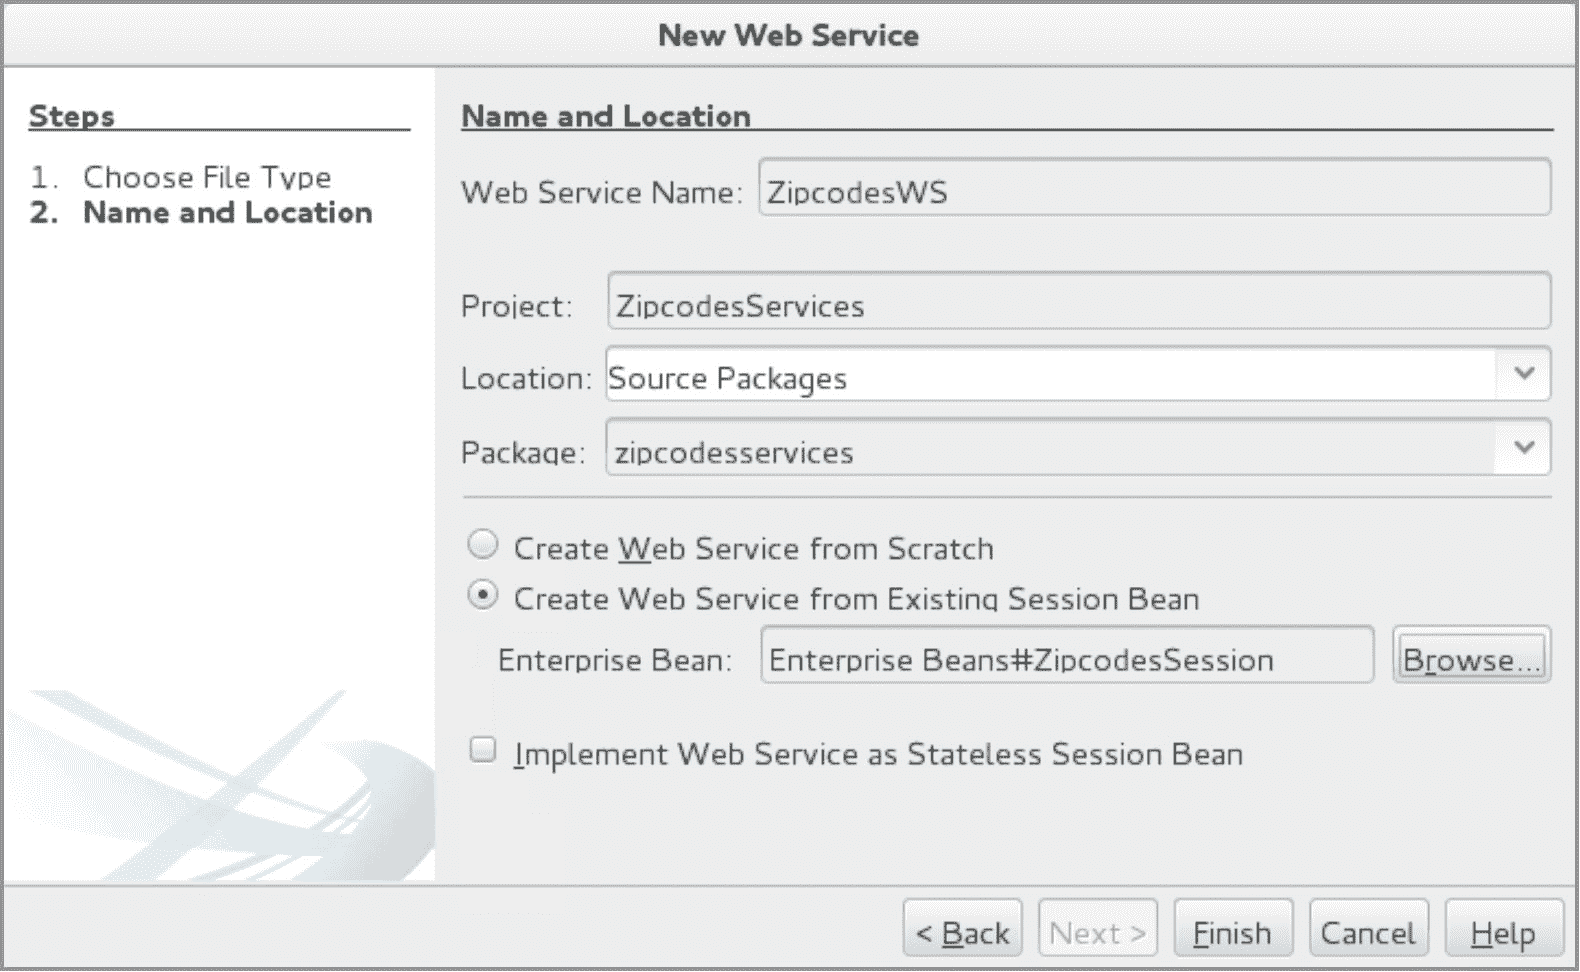 New Web Service
Steps
1. Choose File Type
2. Name and Location
Name and Location
Web Service Name: ZipcodesWS
Project: ZipcodesServices
Location: Source Packages
Package: zipcodesservices
Create Web Service from Scratch
Create Web Service from Existing Session Bean
Enterprise Bean: Enterprise Beans#ZipcodesSession Browse...
Implement Web Service as Stateless Session Bean
< Back Next > Finish Cancel Help